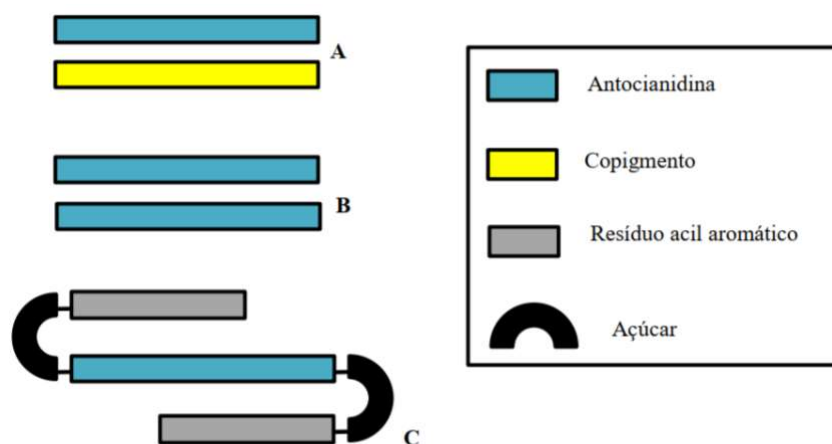 A
Antocianidina
Copigmento
B
Resíduo acil aromático
Açúcar
C